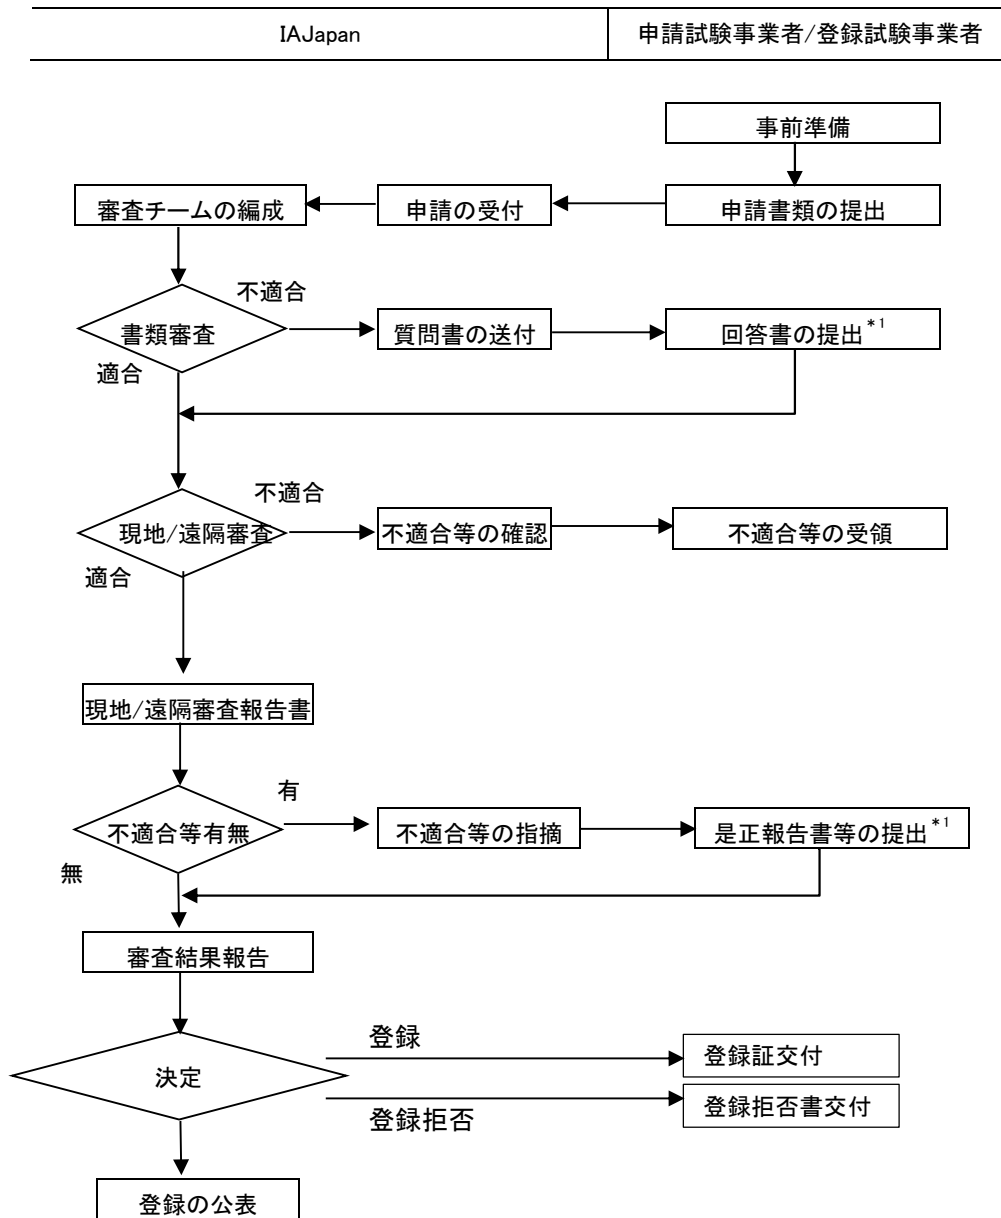 IAJapan
申請試験事業者/登録試験事業者
事前準備
審査チームの編成
申請の受付
申請書類の提出
不適合
書類審査
質問書の送付
回答書の提出*1
適合
不適合
現地/遠隔審査
不適合等の確認
不適合等の受領
適合
現地/遠隔審査報告書
有
不適合等有無
不適合等の指摘
是正報告書等の提出*1
無
審査結果報告
登録
決定
登録証交付
登録拒否書交付
登録拒否
登録の公表